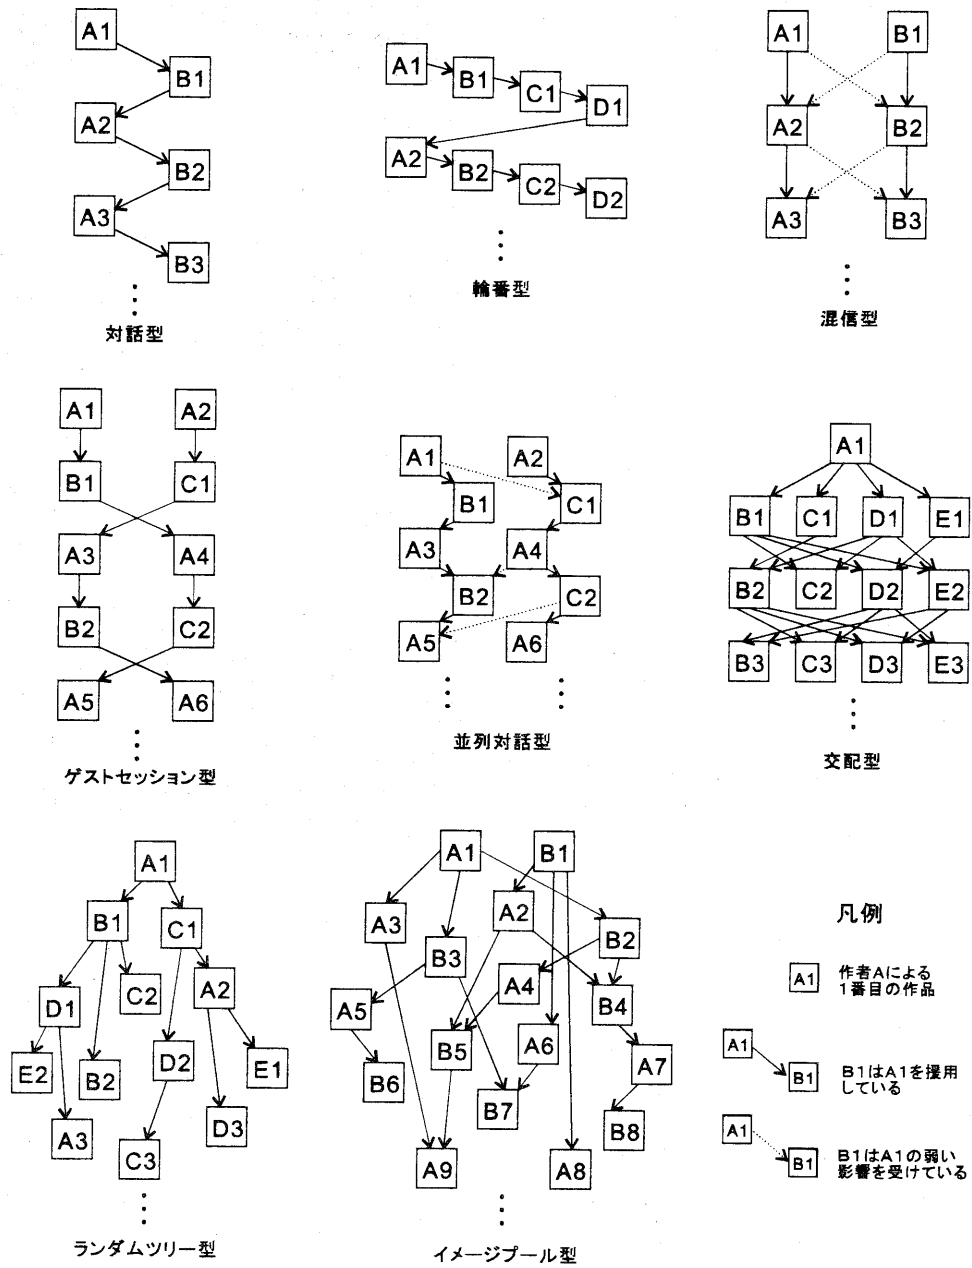 A1
B1
A2
B2
A3
B3
対話型
A1
B1
C1
D1
A2
B2
C2
D2
輪番型
A1 B1
A2 B2
A3 B3
混信型
A1 A2
B1 C1
A3 A4
B2 C2
A5 A6
ゲストセッション型
A1 A2
B1 C1
A3 A4
B2 C2
A5 A6
並列対話型
A1
B1 C1 D1 E1
B2 C2 D2 E2
B3 C3 D3 E3
交配型
A1
B1 C1
D1 C2 A2
E2 B2 D2 E1
A3 C3 D3
ランダムツリー型
A1 B1
A3 A2 B2
B3 A4
A5 B4
B5 A6 A7
B6 B7 B8
A9 A8
イメージプール型
凡例
A1
作者Aによる
1番目の作品
A1
B1
B1はA1を援用
している
A1
B1
B1はA1の弱い
影響を受けている